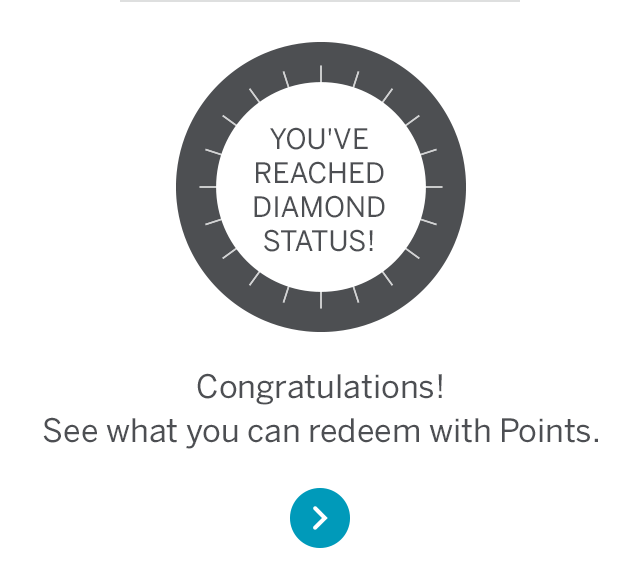 YOU'VE
REACHED
DIAMOND
STATUS!
Congratulations!
See what you can redeem with Points.